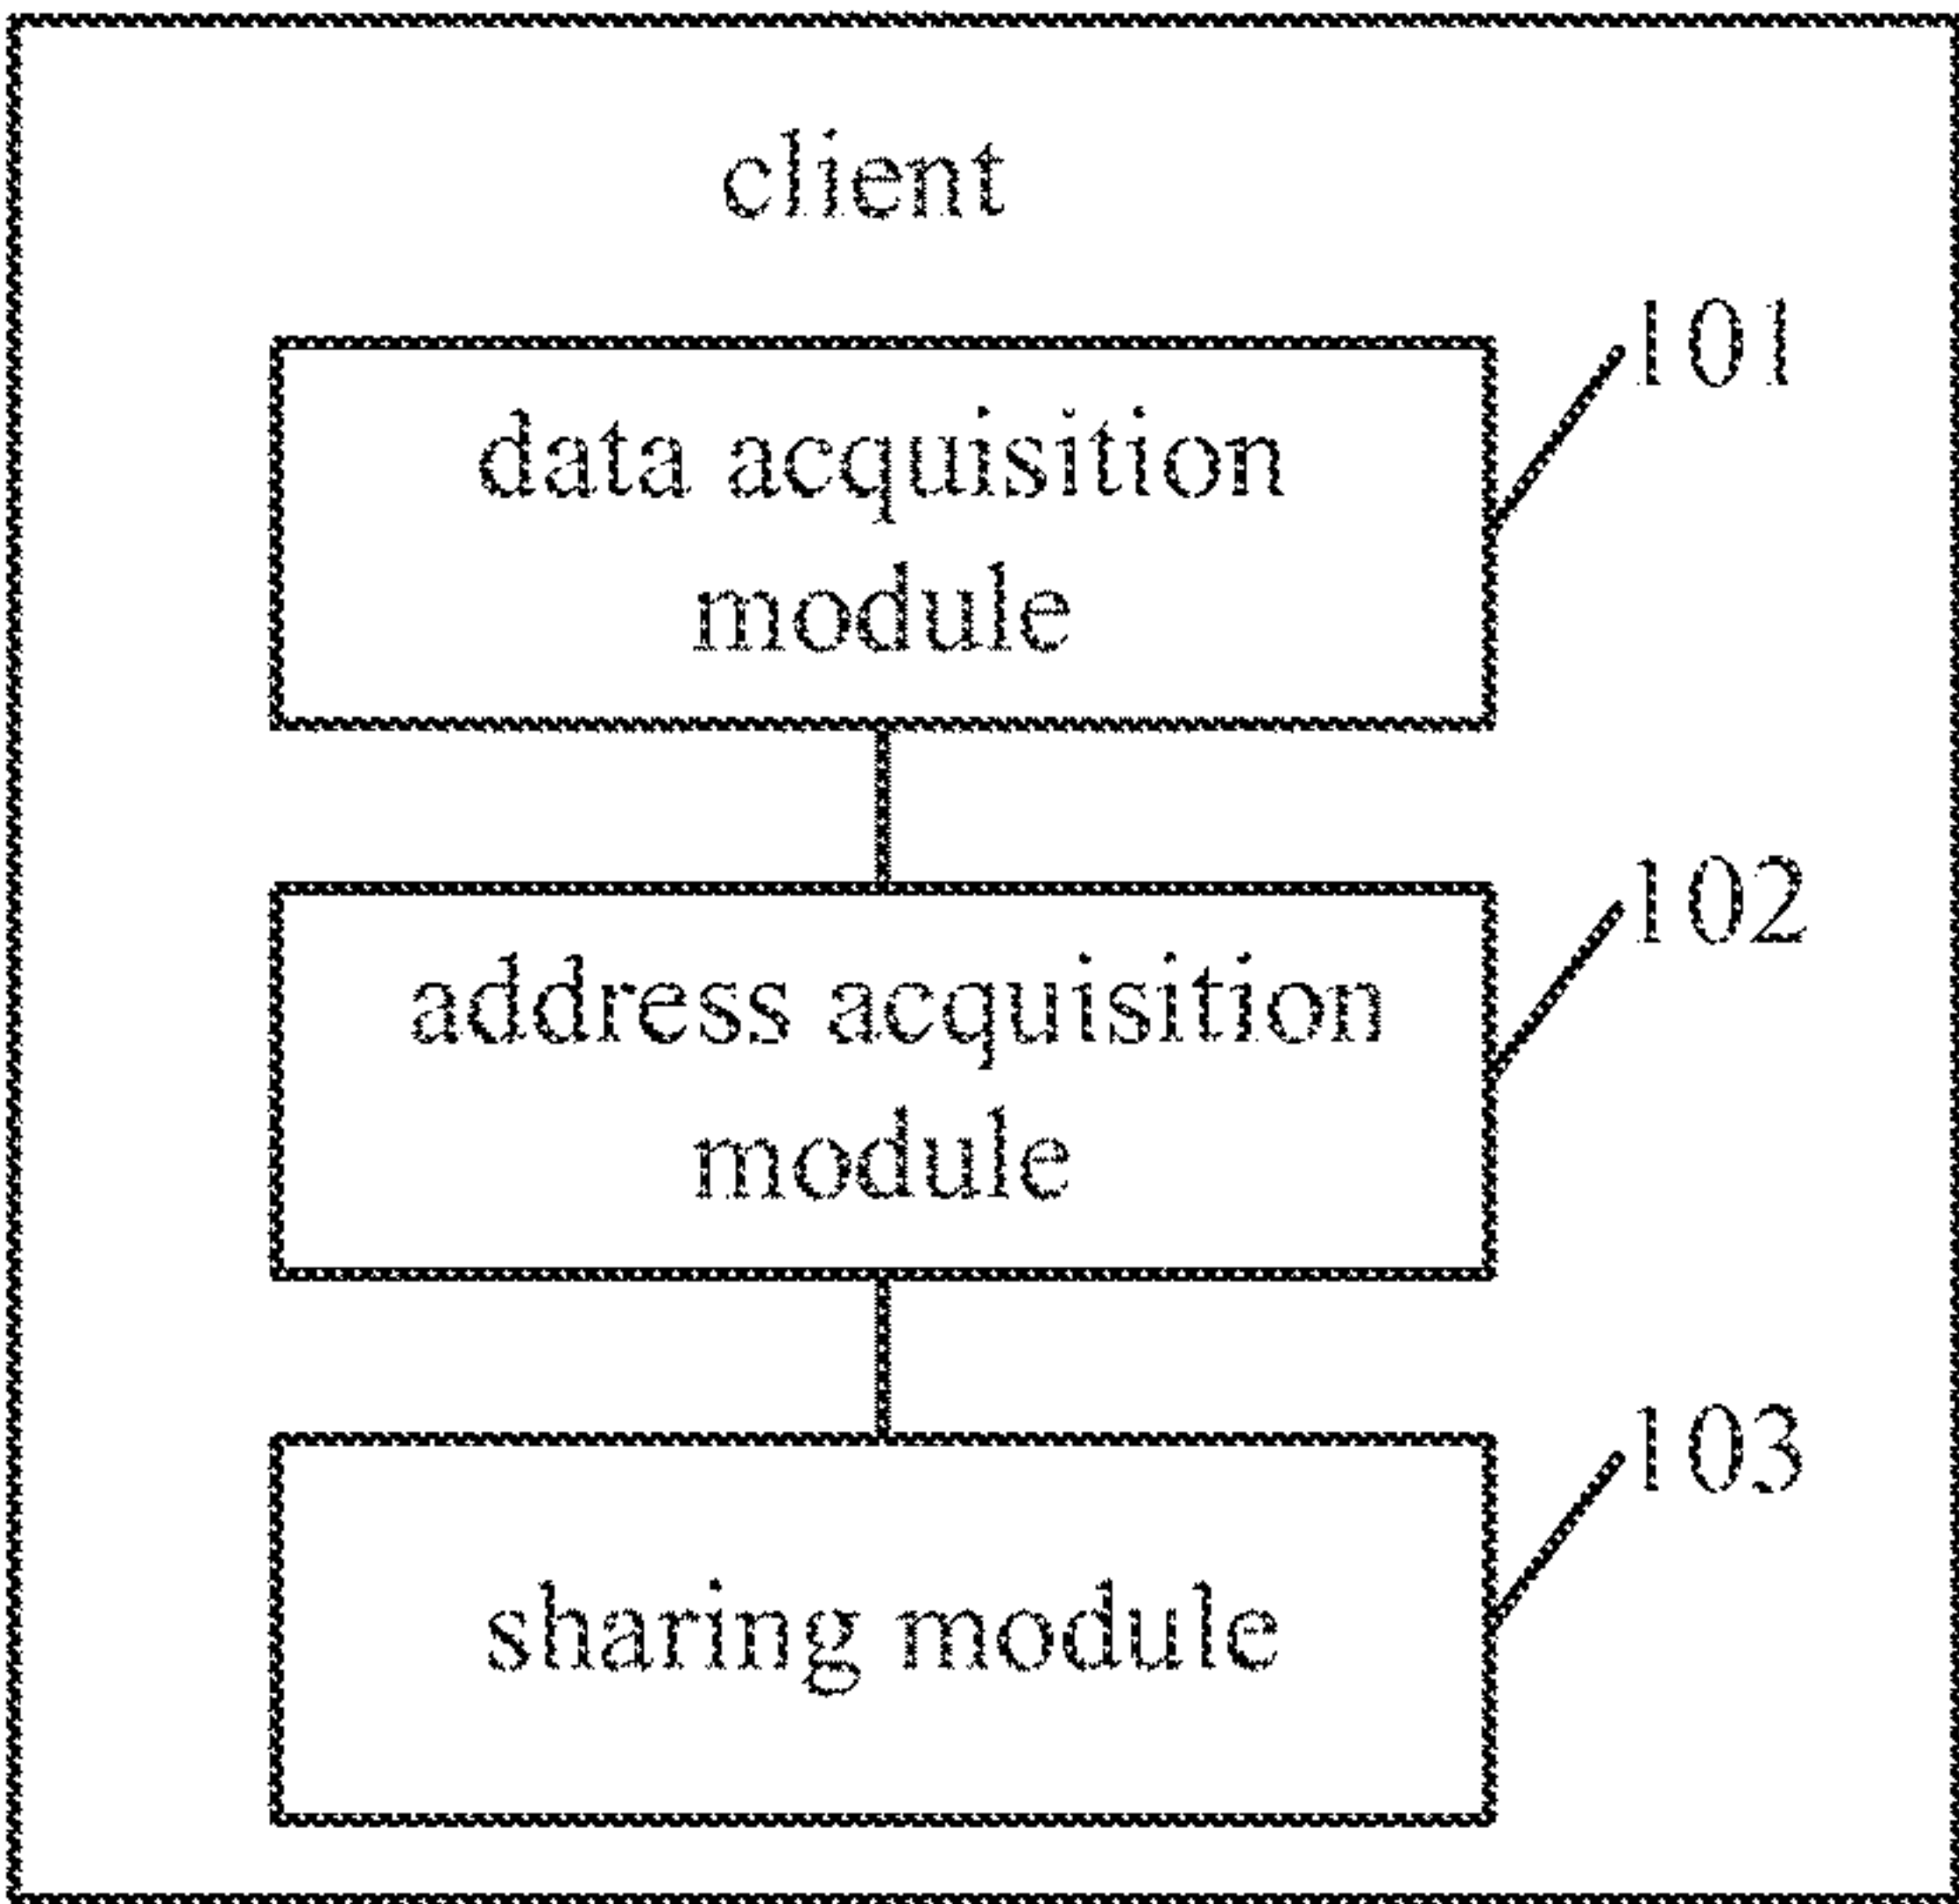 client
101
data acquisition
module
102
address acquisition
module
103
sharing module